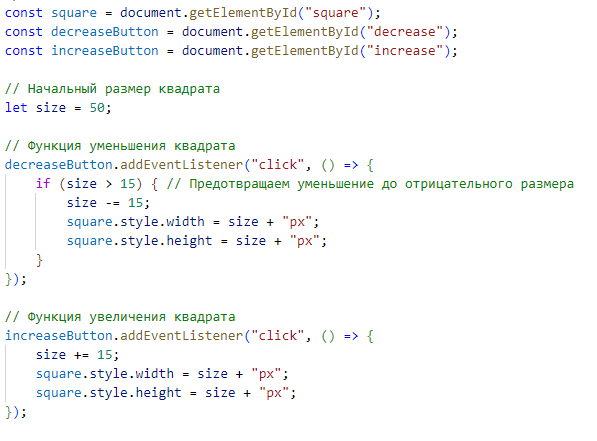 const square = document.getElementById("square");
const decreaseButton = document.getElementById("decrease");
const increaseButton = document.getElementById("increase");

// Начальный размер квадрата
let size = 50;

// Функция уменьшения квадрата
decreaseButton.addEventListener("click", () => {
    if (size > 15) { // Предотвращаем уменьшение до отрицательного размера
        size -= 15;
        square.style.width = size + "px";
        square.style.height = size + "px";
    }
});

// Функция увеличения квадрата
increaseButton.addEventListener("click", () => {
    size += 15;
    square.style.width = size + "px";
    square.style.height = size + "px";
});